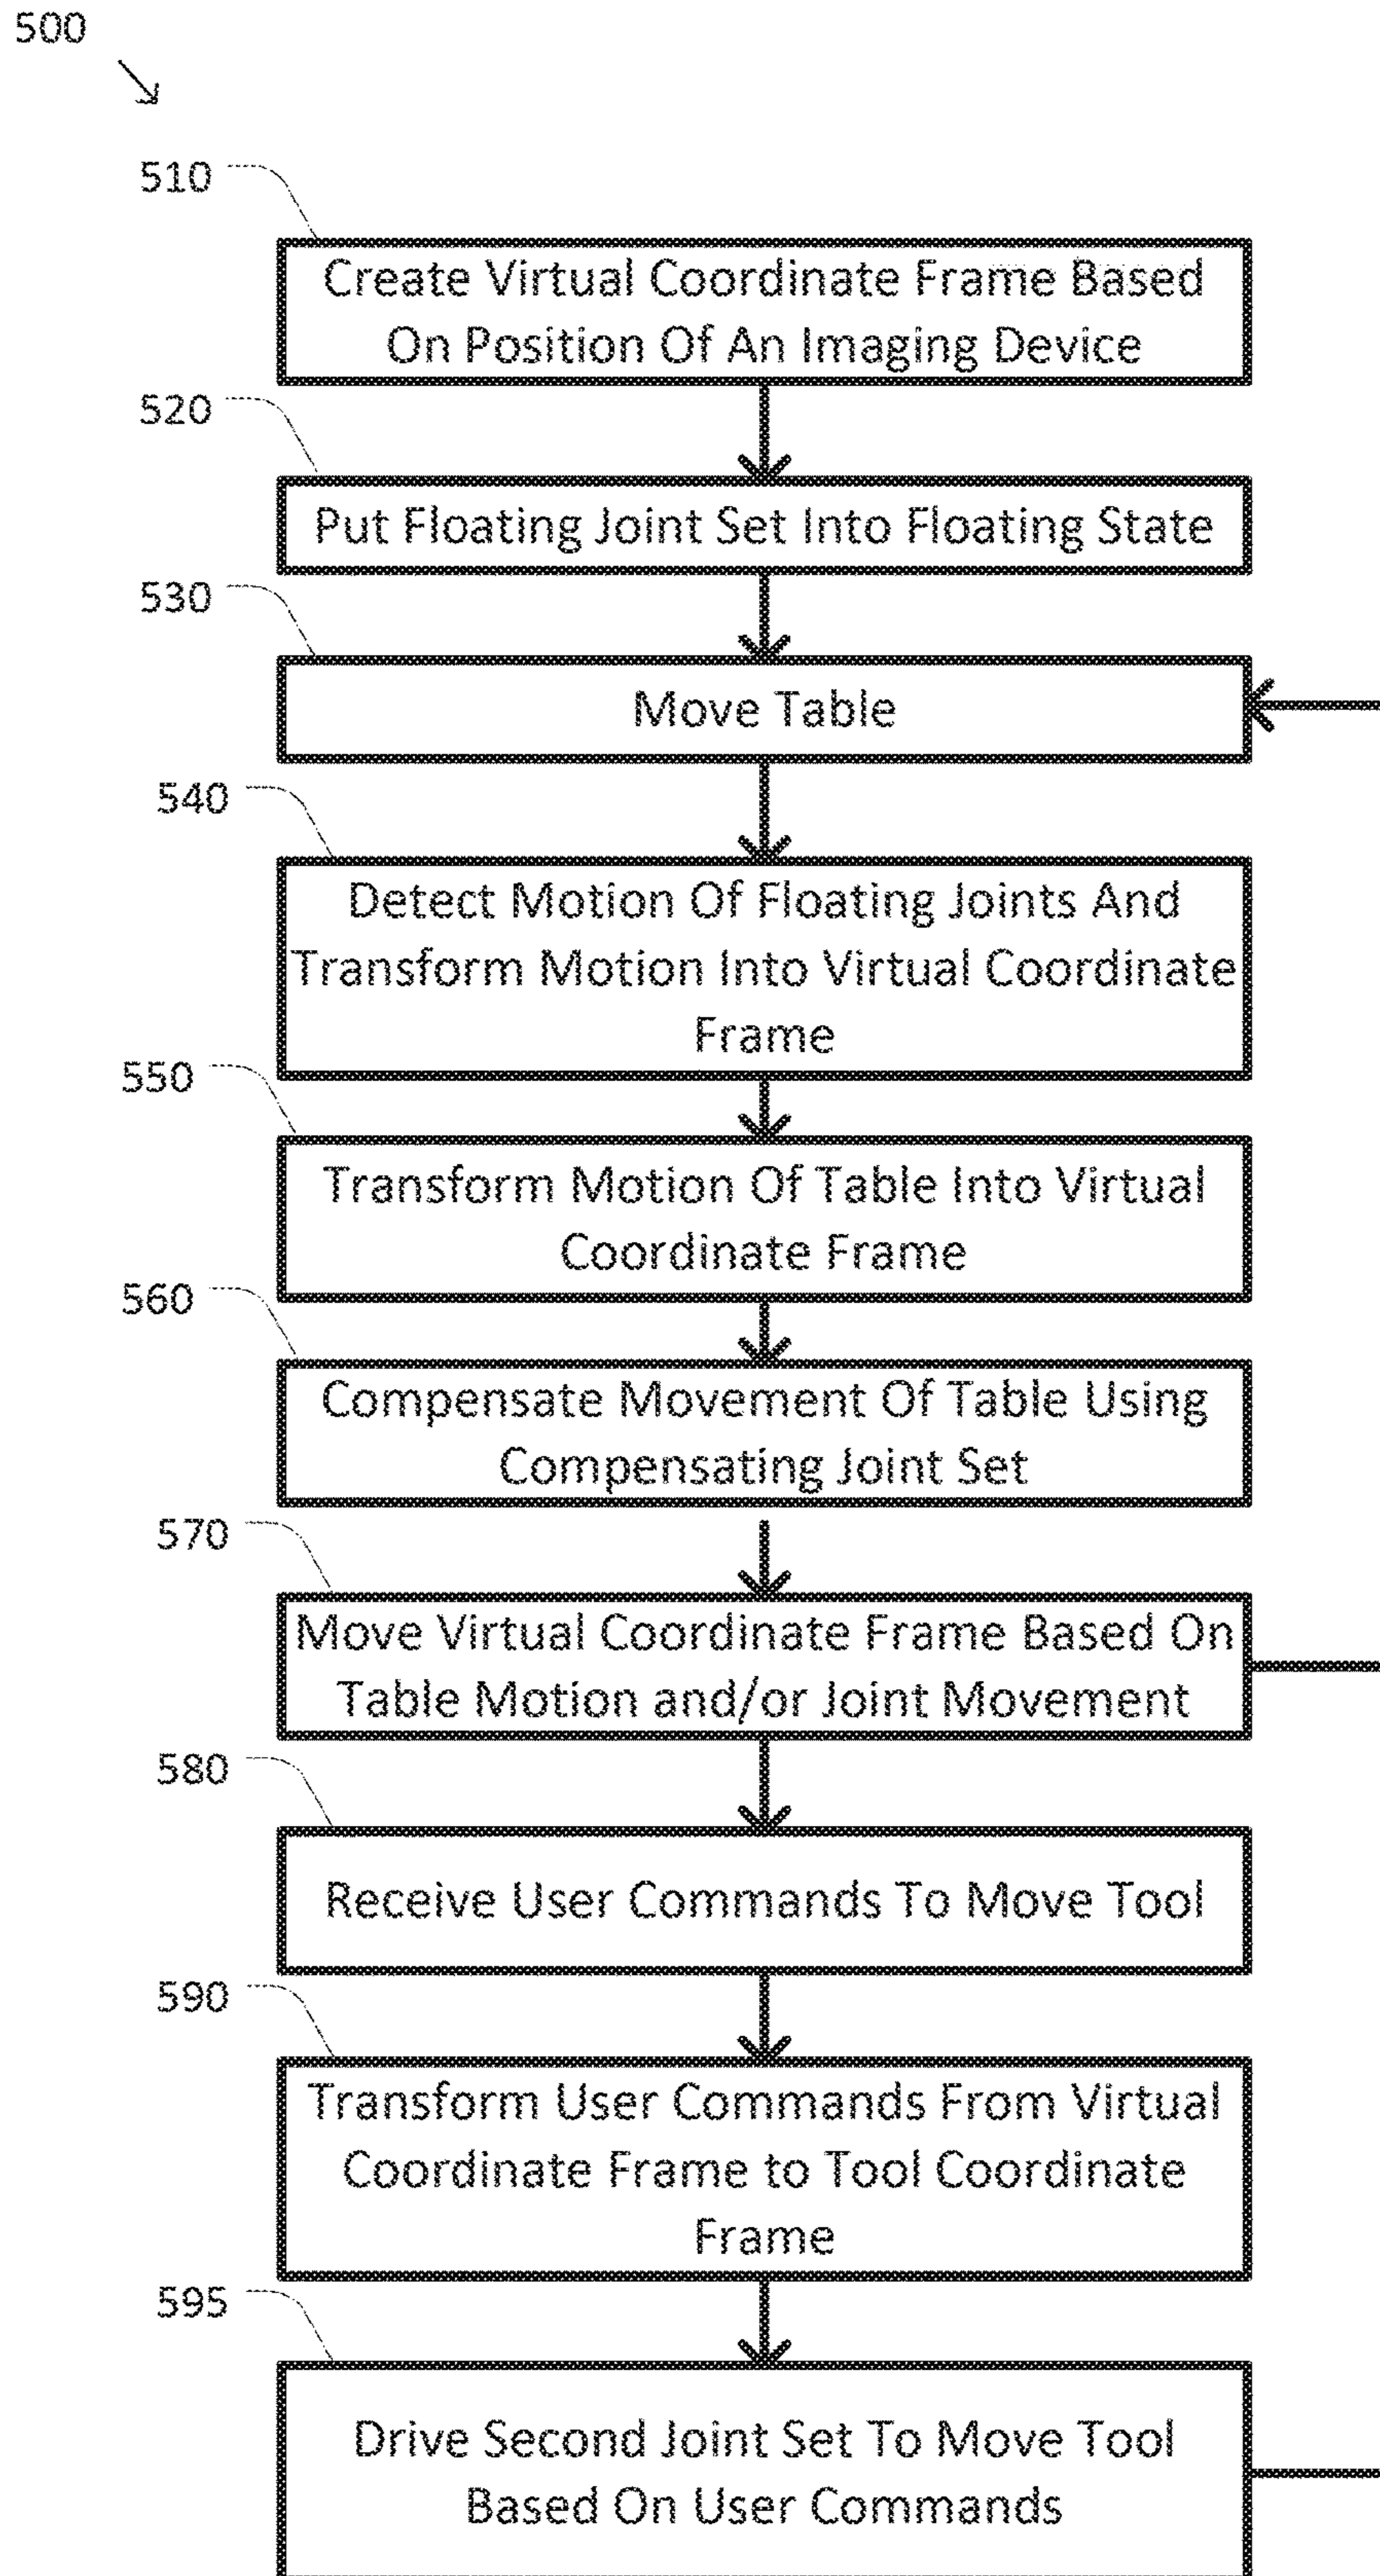 500
510
Create Virtual Coordinate Frame Based
On Position Of An Imaging Device
520
Put Floating Joint Set Into Floating State
530
Move Table
540
Detect Motion Of Floating Joints And
Transform Motion Into Virtual Coordinate
Frame
550
Transform Motion Of Table Into Virtual
Coordinate Frame
560
Compensate Movement Of Table Using
Compensating Joint Set
570
Move Virtual Coordinate Frame Based On
Table Motion and/or Joint Movement
580
Receive User Commands To Move Tool
590
Transform User Commands From Virtual
Coordinate Frame to Tool Coordinate
Frame
595
Drive Second Joint Set To Move Tool
Based On User Commands